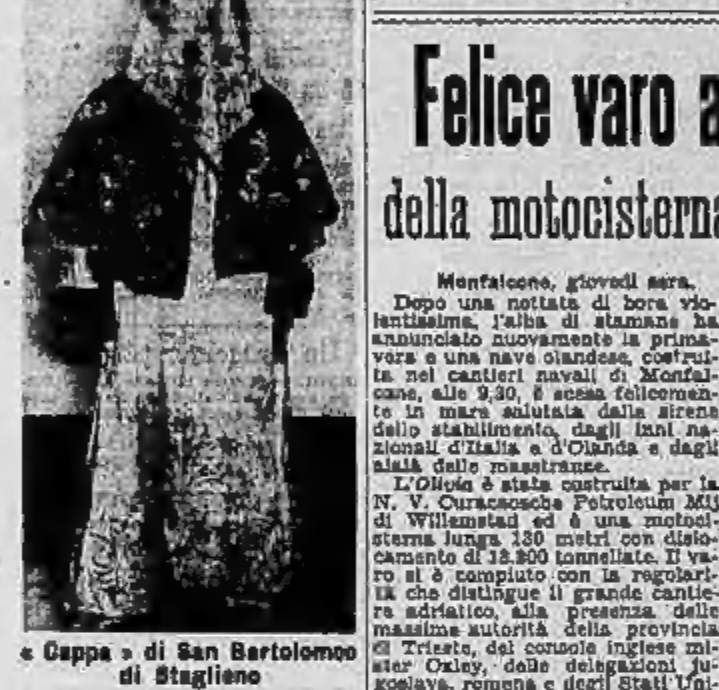 « Cappa » di San Bartolomeo
di Staglieno
Felice varo a
della motocisterna
Monfalcone, giovedì sera.
Dopo una nottata di bora vio-
lentissima, l'alba di stamane ha
annunciato nuovamente la prima-
vera e una nave olandese, costrui-
ta nei cantieri navali di Monfal-
cone, alle 9,30, è scesa felicemen-
te in mare salutata dalla sirena
dello stabilimento, dagli inni na-
zionali d'Italia e d'Olanda e dagli
alalà delle maestranze.
L'Olivia è stata costruita per la
N. V. Curacaosche Petroleum Mij
di Willemstad ed è una motoci-
sterna lunga 130 metri con dislo-
camento di tonnellate. Il va-
ro si è compiuto con la regolari-
tà che distingue il grande cantie-
re adriatico, alla presenza delle
massime autorità della provincia
di Trieste, del console inglese mi-
ster Oxley, delle delegazioni ju-
goslava, romena e degli Stati Uni-